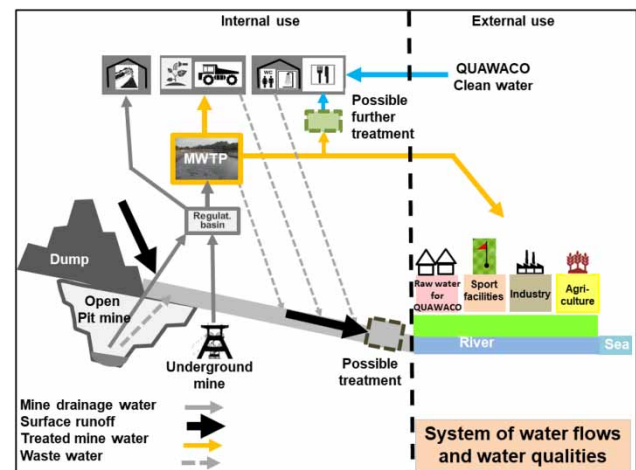 Internal use
External use
QUAWACO
Clean water
WC
Possible
further
treatment
MWTP
Regulat.
basin
Dump
Open
Pit mine
Underground
mine
Possible
treatment
Raw water
for
QUAWACO
Sport
facilities
Industry
Agri-
culture
River
Sea
Mine drainage water
Surface runoff
Treated mine water
Waste water
System of water flows
and water qualities